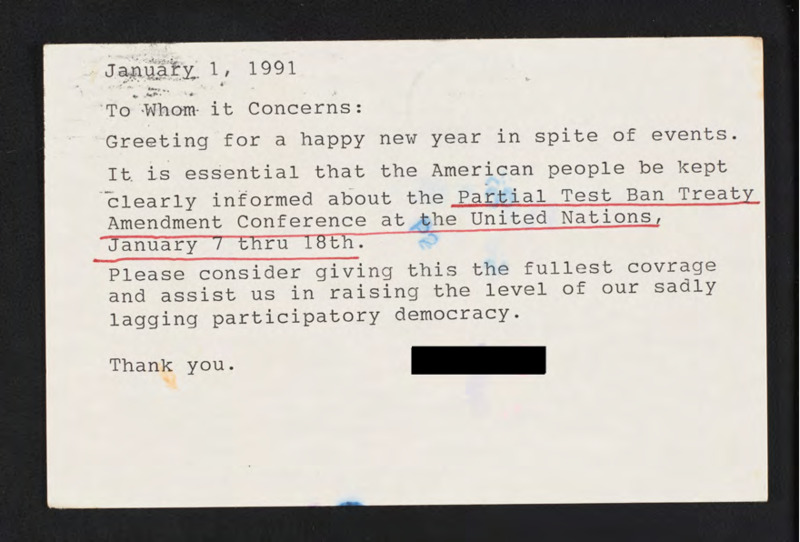 January 1, 1991
To Whom it Concerns:
Greeting for a happy new year in spite of events.
It is essential that the American people be kept
clearly informed about the Partial Test Ban Treaty
Amendment Conference at the United Nations,
January 7 thru 18th.
Please consider giving this the fullest covrage
and assist us in raising the level of our sadly
lagging participatory democracy.
Thank you.